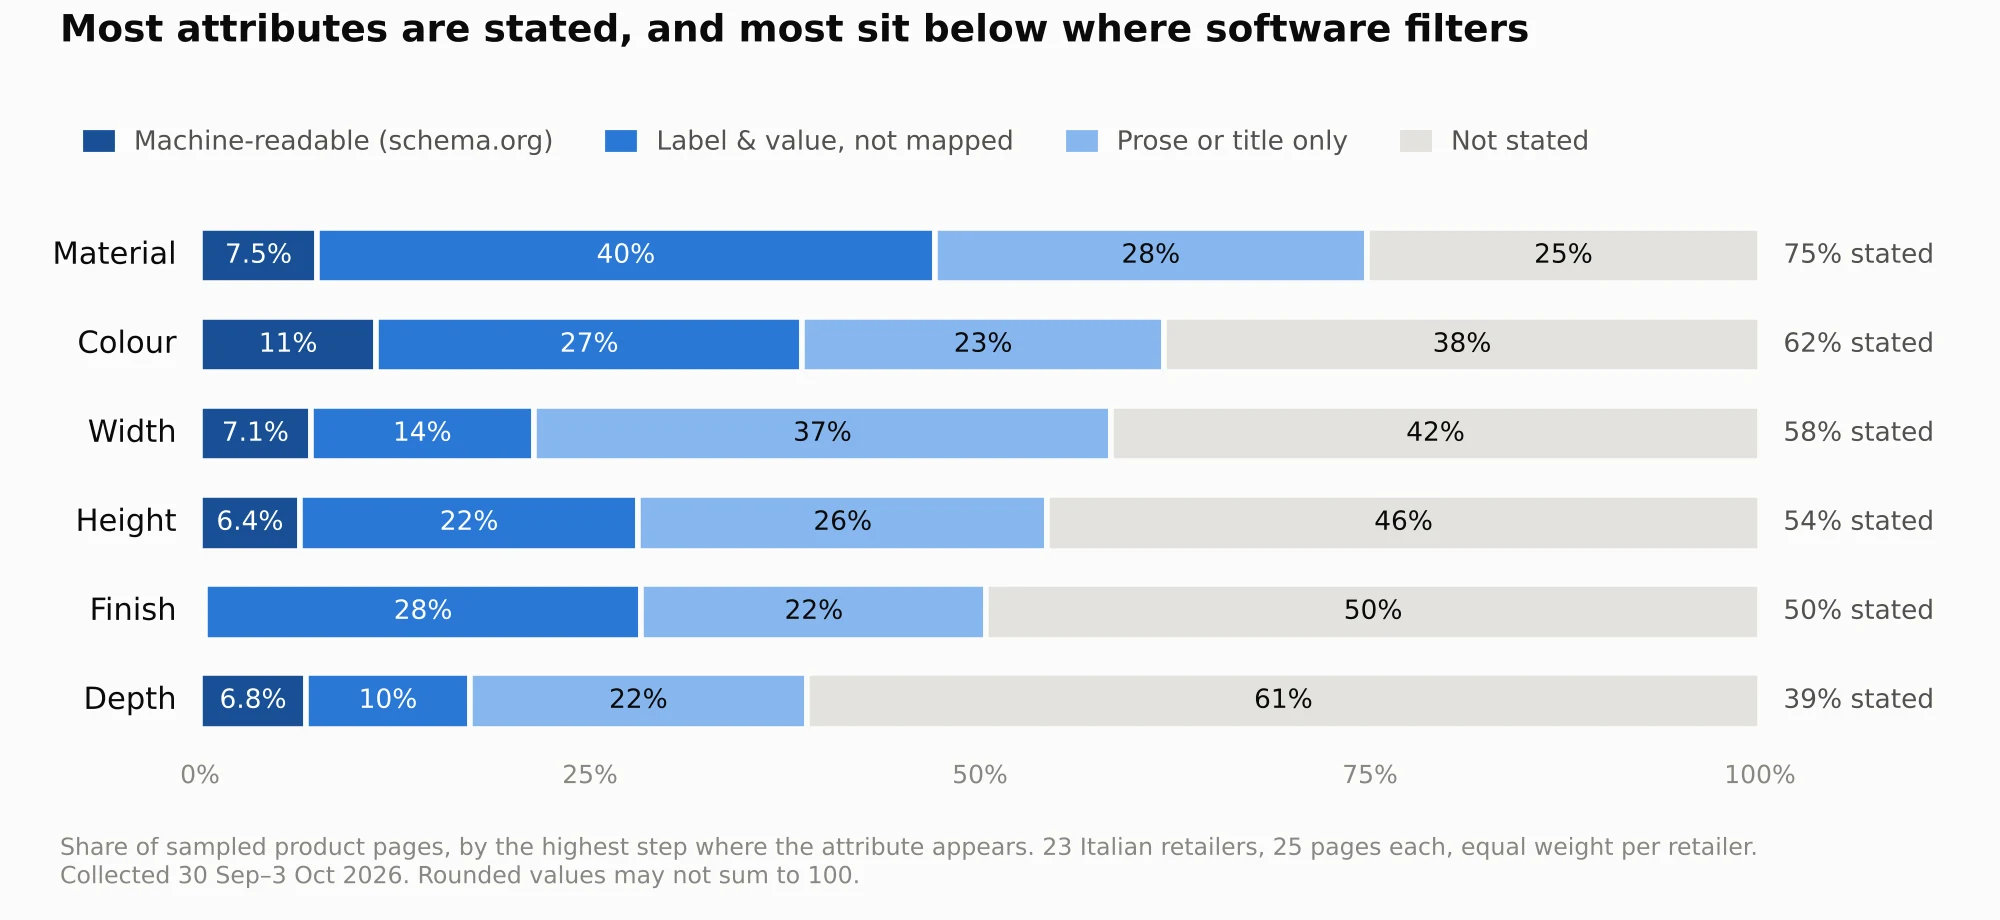 Most attributes are stated, and most sit below where software filters
Machine-readable (schema.org) Label & value, not mapped Prose or title only Not stated
Material 7.5% 40% 28% 25% 75% stated
Colour 11% 27% 23% 38% 62% stated
Width 7.1% 14% 37% 42% 58% stated
Height 6.4% 22% 26% 46% 54% stated
Finish 28% 22% 50% 50% stated
Depth 6.8% 10% 22% 61% 39% stated
0% 25% 50% 75% 100%
Share of sampled product pages, by the highest step where the attribute appears. 23 Italian retailers, 25 pages each, equal weight per retailer.
Collected 30 Sep–3 Oct 2026. Rounded values may not sum to 100.